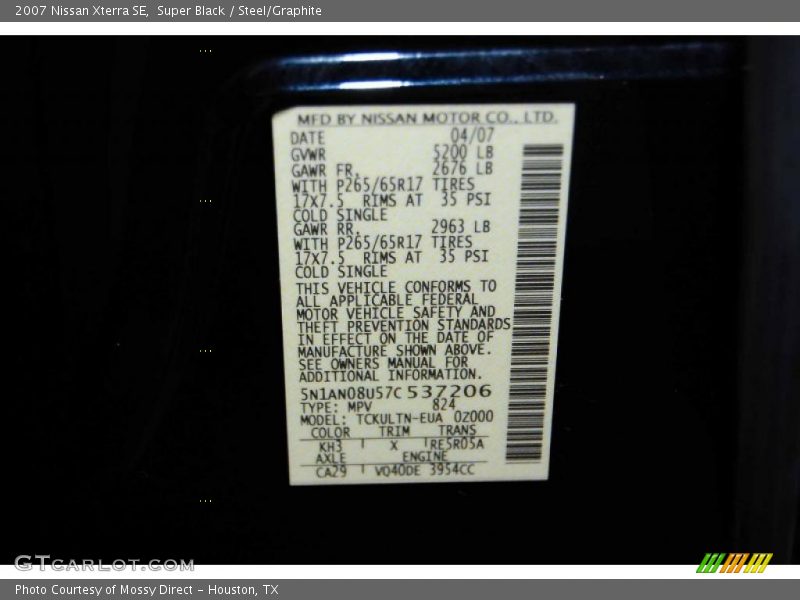 2007 Nissan Xterra SE, Super Black / Steel/Graphite
MFD BY NISSAN MOTOR CO., LTD.
DATE 04/07
GVWR 5200 LB
GAWR FR. 2676 LB
WITH P265/65R17 TIRES
17X7.5 RIMS AT 35 PSI
COLD SINGLE
GAWR RR. 2963 LB
WITH P265/65R17 TIRES
17X7.5 RIMS AT 35 PSI
COLD SINGLE
THIS VEHICLE CONFORMS TO
ALL APPLICABLE FEDERAL
MOTOR VEHICLE SAFETY AND
THEFT PREVENTION STANDARDS
IN EFFECT ON THE DATE OF
MANUFACTURE SHOWN ABOVE.
SEE OWNERS MANUAL FOR
ADDITIONAL INFORMATION.
5N1AN08U57C537206
TYPE: MPV 824
MODEL: TCKULTN-EUA 0Z000
COLOR TRIM TRANS
KH3 X RE5R05A
AXLE ENGINE
CA29 VQ40DE 3954CC
GTCARLOT.COM
Photo Courtesy of Mossy Direct - Houston, TX